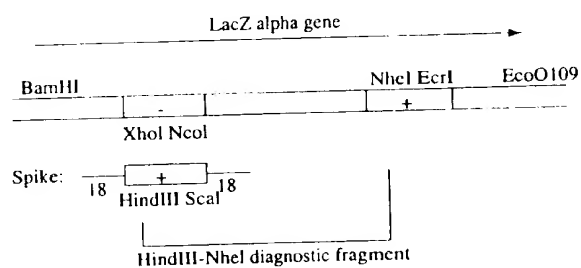 LacZ alpha gene
BamHI NheI EcrI EcoO109
- +
XhoI NcoI
Spike: 18 + 18
HindIII ScaI
HindIII-NheI diagnostic fragment